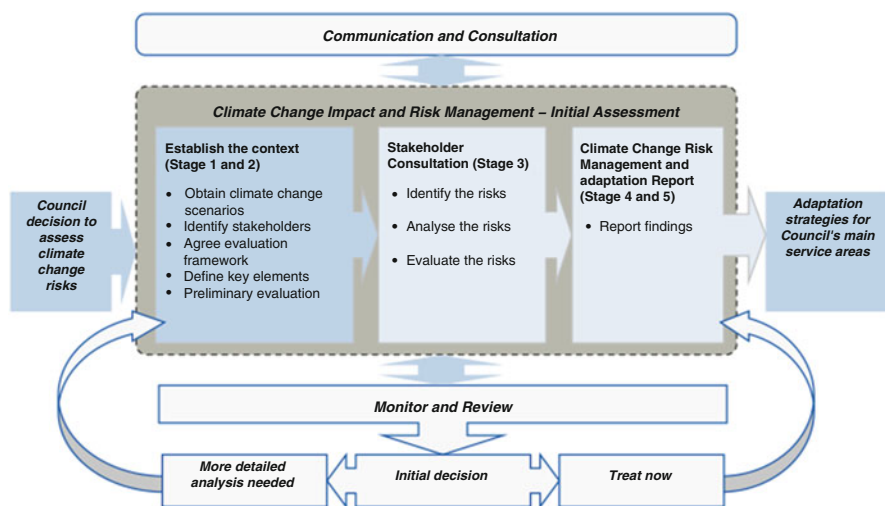 Communication and Consultation
Climate Change Impact and Risk Management – Initial Assessment
Council
decision to
assess
climate
change
risks
Establish the context
(Stage 1 and 2)
• Obtain climate change
scenarios
• Identify stakeholders
• Agree evaluation
framework
• Define key elements
• Preliminary evaluation
Stakeholder
Consultation (Stage 3)
• Identify the risks
• Analyse the risks
• Evaluate the risks
Climate Change Risk
Management and
adaptation Report
(Stage 4 and 5)
• Report findings
Adaptation
strategies for
Council's main
service areas
Monitor and Review
More detailed
analysis needed
Initial decision
Treat now